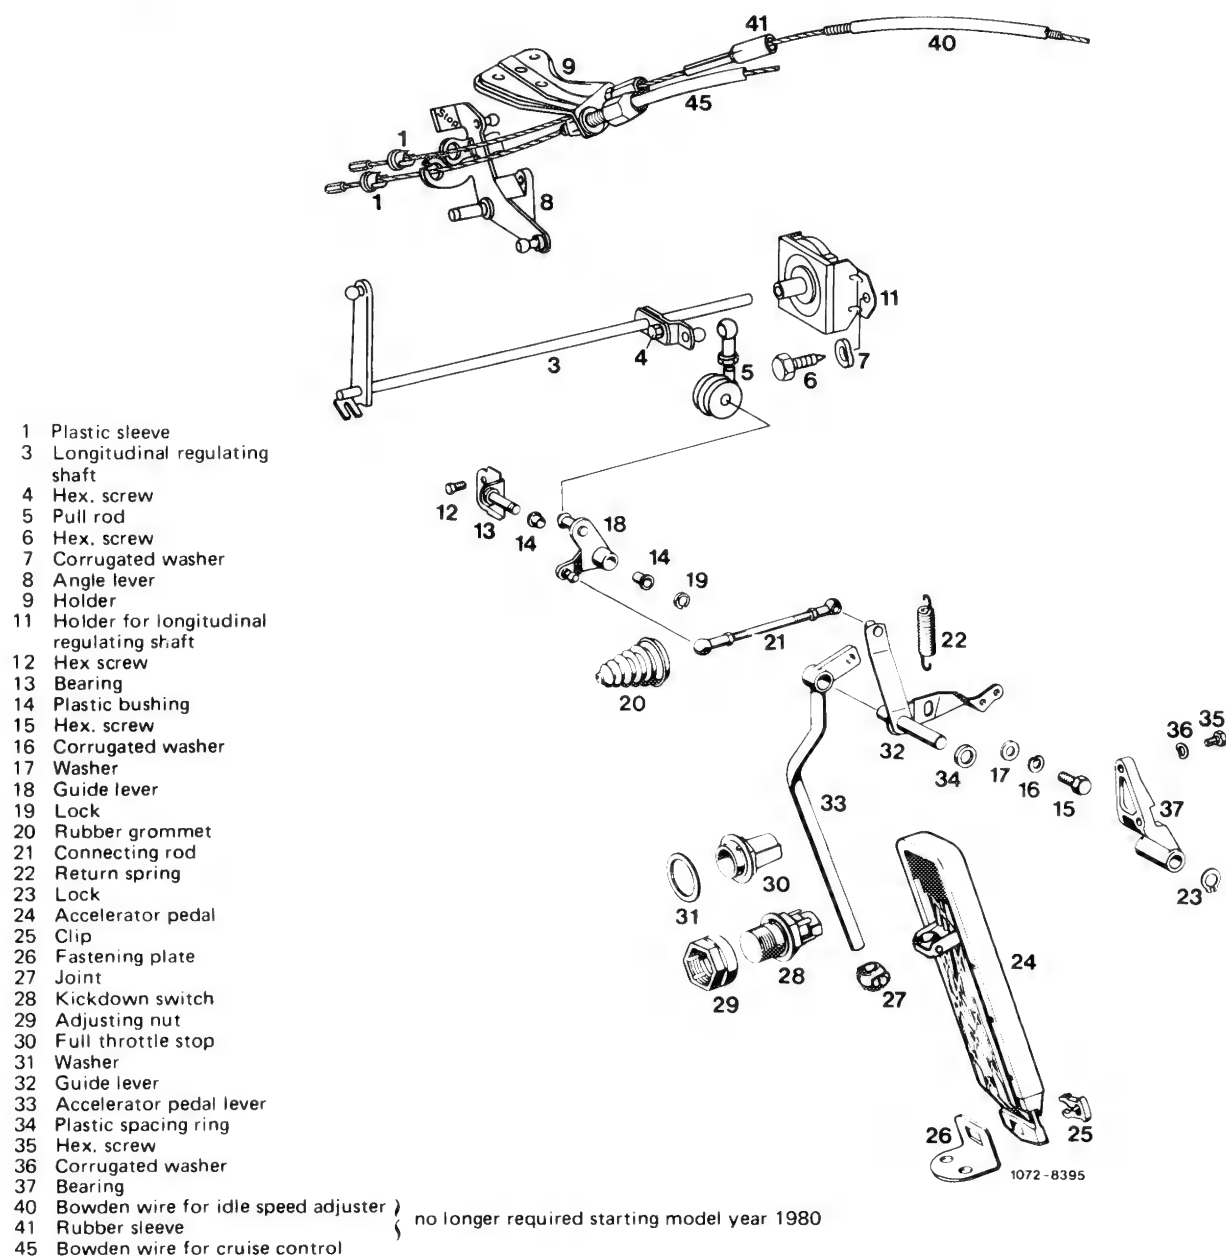 41
40
9
45
Stop
1
1
8
11
3
4
5
6
7
1 Plastic sleeve
3 Longitudinal regulating
shaft
4 Hex. screw
5 Pull rod
6 Hex. screw
7 Corrugated washer
8 Angle lever
9 Holder
11 Holder for longitudinal
regulating shaft
12 Hex screw
13 Bearing
14 Plastic bushing
15 Hex. screw
16 Corrugated washer
17 Washer
18 Guide lever
19 Lock
20 Rubber grommet
21 Connecting rod
22 Return spring
23 Lock
24 Accelerator pedal
25 Clip
26 Fastening plate
27 Joint
28 Kickdown switch
29 Adjusting nut
30 Full throttle stop
31 Washer
32 Guide lever
33 Accelerator pedal lever
34 Plastic spacing ring
35 Hex. screw
36 Corrugated washer
37 Bearing
40 Bowden wire for idle speed adjuster
41 Rubber sleeve
no longer required starting model year 1980
45 Bowden wire for cruise control
12
13
14
18
14
19
21
22
20
32
34
17
16
15
36
35
37
33
23
30
31
28
29
27
24
26
25
1072-8395